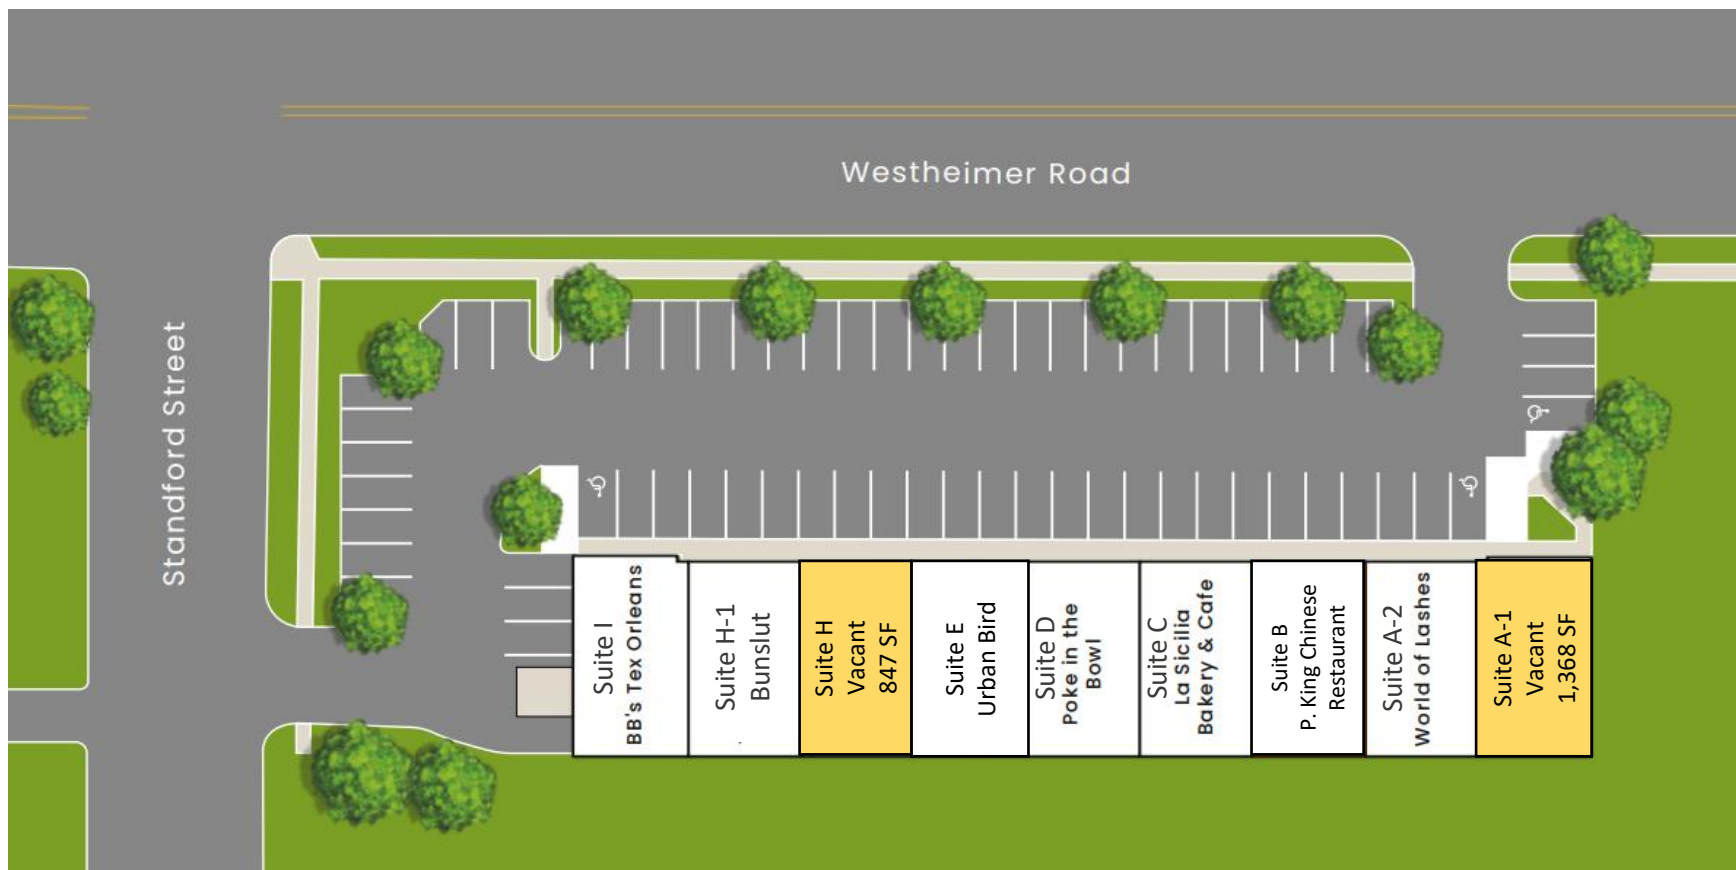 Westheimer Road
Standford Street
Suite I
BB's Tex Orleans
Suite H-1
Bunslut
Suite H
Vacant
847 SF
Suite E
Urban Bird
Suite D
Poke in the
Bowl
Suite C
La Sicilia
Bakery & Cafe
Suite B
P. King Chinese
Restaurant
Suite A-2
World of Lashes
Suite A-1
Vacant
1,368 SF